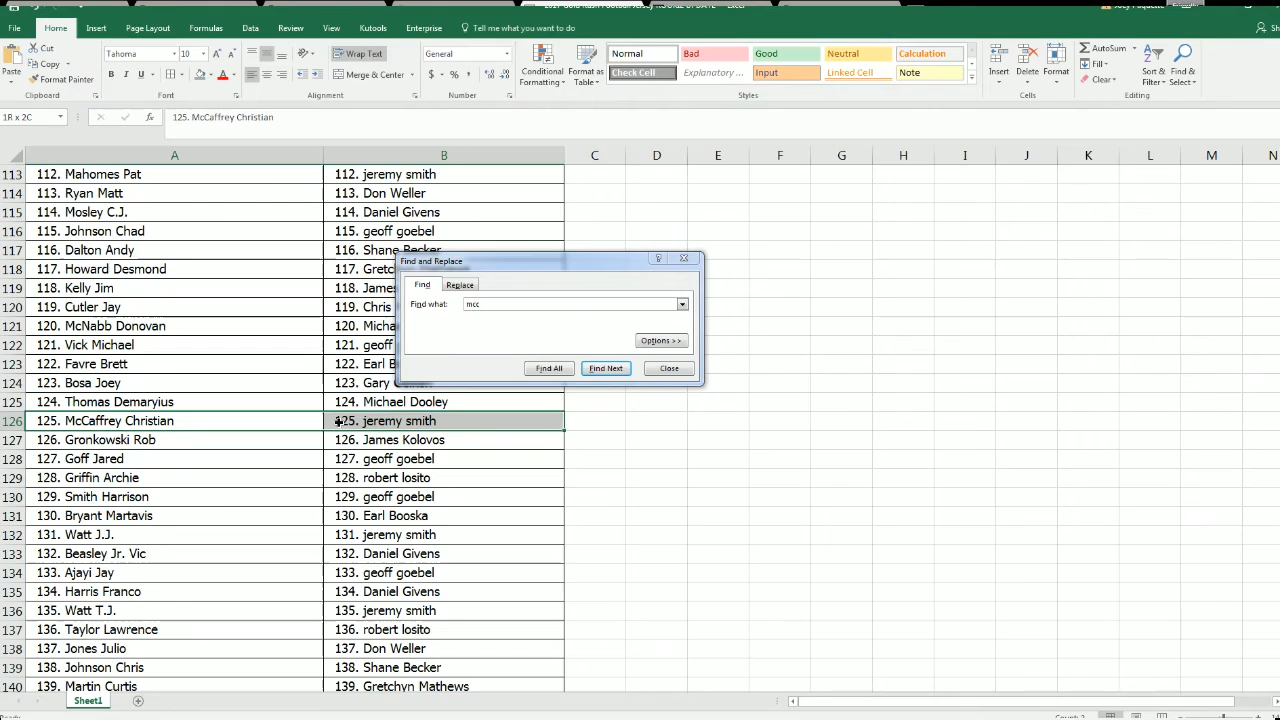 File Home Insert Page Layout Formulas Data Review View Kutools Enterprise Tell me what you want to do
Cut Tahoma 10 Wrap Text General Normal Bad Good Neutral Calculation AutoSum
Copy Fill
Paste Format Painter B I U Merge & Center $ % Conditional Formatting Format as Table Check Cell Explanatory ... Input Linked Cell Note Insert Delete Format Clear Sort & Filter Find & Select
Clipboard Font Alignment Number Styles Cells Editing
1R x 2C fx 125. McCaffrey Christian
A B C D E F G H I J K L M N
113 112. Mahomes Pat 112. jeremy smith
114 113. Ryan Matt 113. Don Weller
115 114. Mosley C.J. 114. Daniel Givens
116 115. Johnson Chad 115. geoff goebel
117 116. Dalton Andy 116. Shane Becker
118 117. Howard Desmond 117.
119 118. Kelly Jim 118.
120 119. Cutler Jay 119. Chris
121 120. McNabb Donovan 120.
122 121. Vick Michael 121. geoff
123 122. Favre Brett 122. Earl
124 123. Bosa Joey 123. Gary
125 124. Thomas Demaryius 124. Michael Dooley
126 125. McCaffrey Christian 125. jeremy smith
127 126. Gronkowski Rob 126. James Kolovos
128 127. Goff Jared 127. geoff goebel
129 128. Griffin Archie 128. robert losito
130 129. Smith Harrison 129. geoff goebel
131 130. Bryant Martavis 130. Earl Booska
132 131. Watt J.J. 131. jeremy smith
133 132. Beasley Jr. Vic 132. Daniel Givens
134 133. Ajayi Jay 133. geoff goebel
135 134. Harris Franco 134. Daniel Givens
136 135. Watt T.J. 135. jeremy smith
137 136. Taylor Lawrence 136. robert losito
138 137. Jones Julio 137. Don Weller
139 138. Johnson Chris 138. Shane Becker
140 139. Martin Curtis 139. Gretchyn Mathews
Find and Replace
Find Replace
Find what: mcc
Options >>
Find All Find Next Close
Sheet1